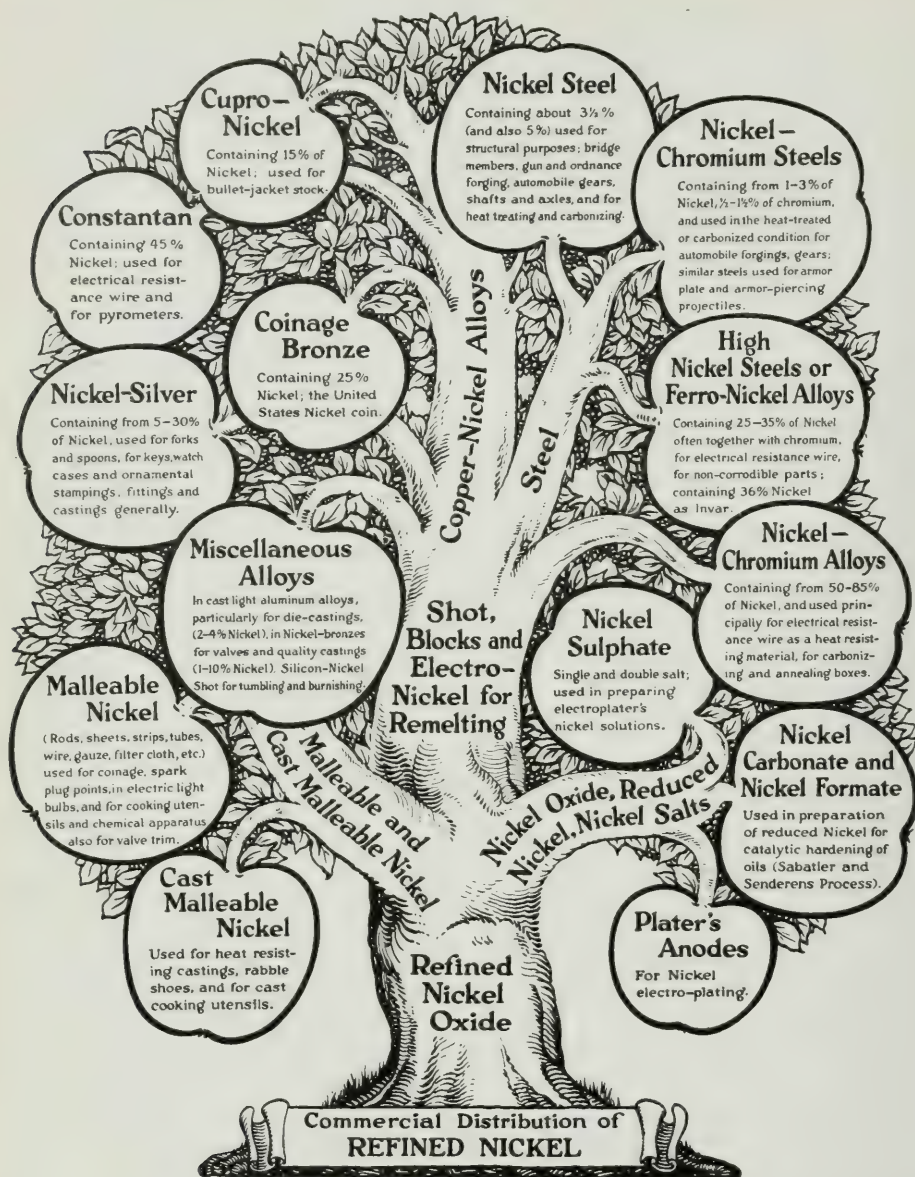 Cupro–
Nickel
Containing 15% of
Nickel; used for
bullet-jacket stock.
Nickel Steel
Containing about 3½%
(and also 5%) used for
structural purposes; bridge
members, gun and ordnance
forging, automobile gears,
shafts and axles, and for
heat treating and carbonizing.
Nickel–
Chromium Steels
Containing from 1-3% of
Nickel, ½-1½% of chromium,
and used in the heat-treated
or carbonized condition for
automobile forgings, gears;
similar steels used for armor
plate and armor-piercing
projectiles.
Constantan
Containing 45%
Nickel; used for
electrical resist-
ance wire and
for pyrometers.
Coinage
Bronze
Containing 25%
Nickel; the United
States Nickel coin.
Copper-Nickel Alloys
Steel
High
Nickel Steels or
Ferro-Nickel Alloys
Containing 25-35% of Nickel
often together with chromium,
for electrical resistance wire,
for non-corrodible parts;
containing 36% Nickel
as Invar.
Nickel-Silver
Containing from 5-30%
of Nickel, used for forks
and spoons, for keys, watch
cases and ornamental
stampings, fittings and
castings generally.
Miscellaneous
Alloys
In cast light aluminum alloys,
particularly for die-castings,
(2-4% Nickel), in Nickel-bronzes
for valves and quality castings
(1-10% Nickel). Silicon-Nickel
Shot for tumbling and burnishing.
Shot,
Blocks and
Electro-
Nickel for
Remelting
Nickel
Sulphate
Single and double salt;
used in preparing
electroplater's
nickel solutions.
Nickel–
Chromium Alloys
Containing from 50-85%
of Nickel, and used prin-
cipally for electrical resist-
ance wire as a heat resist-
ing material, for carboniz-
ing and annealing boxes.
Malleable
Nickel
(Rods, sheets, strips, tubes,
wire, gauze, filter cloth, etc.)
used for coinage, spark
plug points, in electric light
bulbs, and for cooking uten-
sils and chemical apparatus
also for valve trim.
Malleable and
Cast Malleable Nickel
Nickel Oxide, Reduced
Nickel, Nickel Salts
Nickel
Carbonate and
Nickel Formate
Used in preparation
of reduced Nickel for
catalytic hardening of
oils (Sabatier and
Senderens Process).
Cast
Malleable
Nickel
Used for heat resist-
ing castings, rabble
shoes, and for cast
cooking utensils.
Plater's
Anodes
For Nickel
electro-plating.
Refined
Nickel
Oxide
Commercial Distribution of
REFINED NICKEL